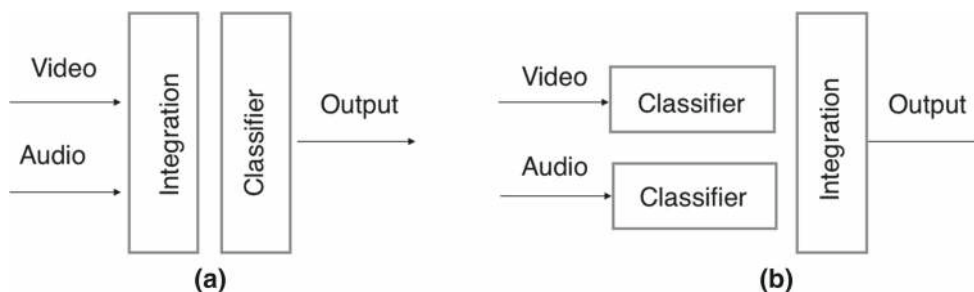 Video
Audio
Integration
Classifier
Output
(a)
Video
Classifier
Audio
Classifier
Integration
Output
(b)